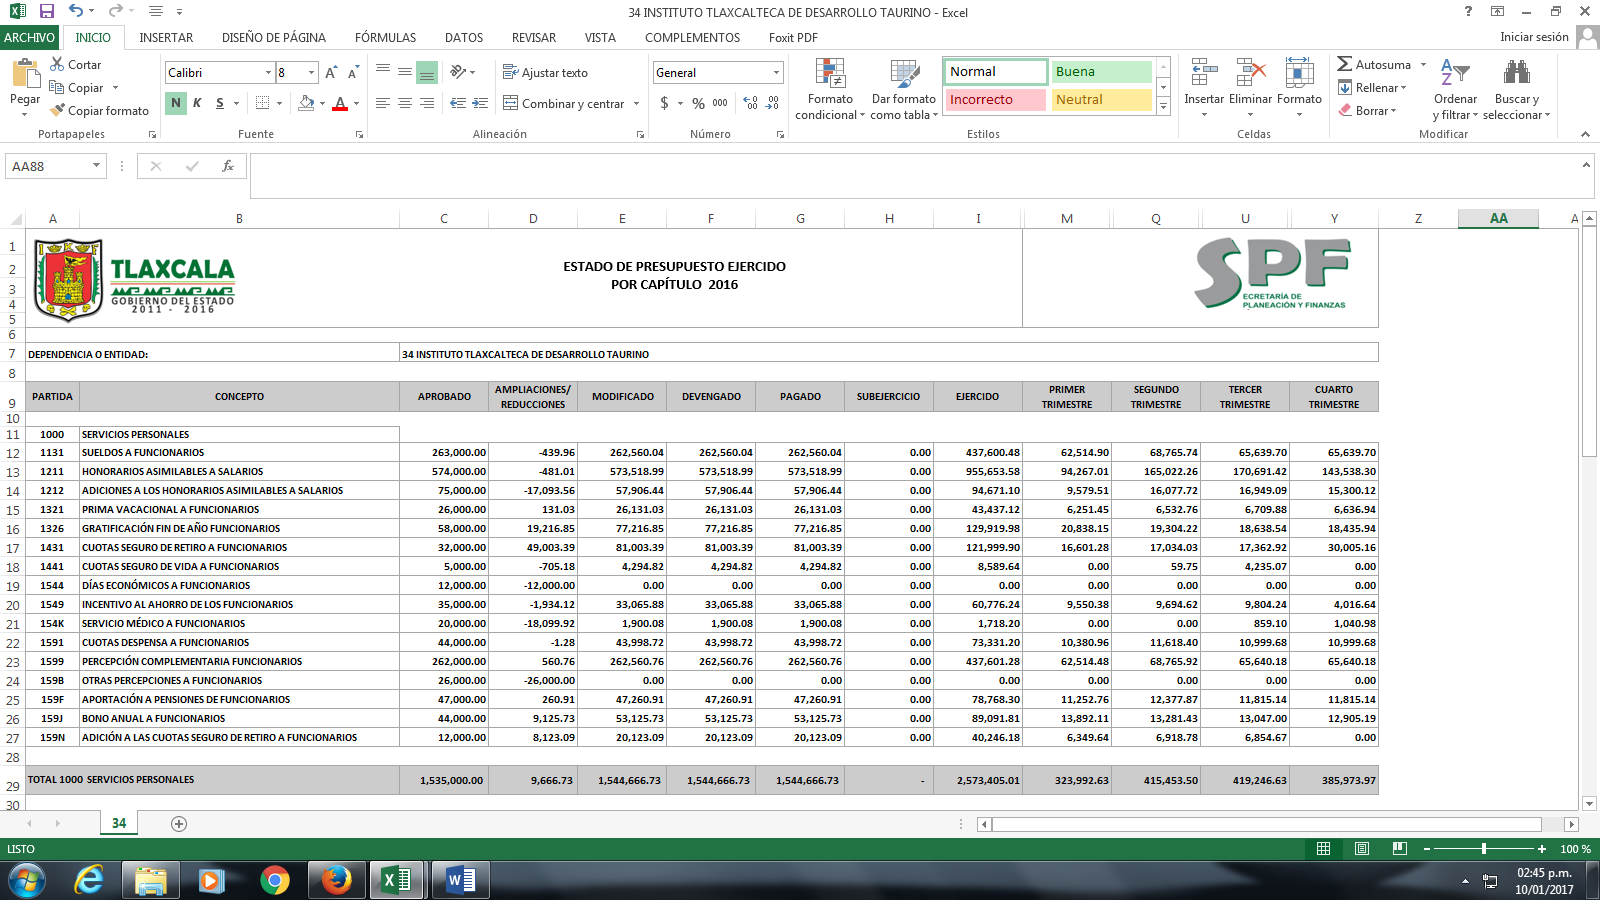 34 INSTITUTO TLAXCALTECA DE DESARROLLO TAURINO - Excel
ARCHIVO INICIO INSERTAR DISEÑO DE PÁGINA FÓRMULAS DATOS REVISAR VISTA COMPLEMENTOS Foxit PDF Iniciar sesión
Pegar Cortar Copiar Copiar formato Portapapeles
Calibri 8 N K S A Fuente
Ajustar texto Combinar y centrar Alineación
General $ % 000 Número
Formato condicional Dar formato como tabla Normal Buena Incorrecto Neutral Estilos
Insertar Eliminar Formato Celdas
Autosuma Rellenar Borrar Ordenar y filtrar Buscar y seleccionar Modificar
AA88 fx
A B C D E F G H I M Q U Y Z AA A
TLAXCALA
GOBIERNO DEL ESTADO
2011 - 2016
ESTADO DE PRESUPUESTO EJERCIDO
POR CAPÍTULO 2016
SPF
ECRETARÍA DE
PLANEACIÓN Y FINANZAS
7 DEPENDENCIA O ENTIDAD: 34 INSTITUTO TLAXCALTECA DE DESARROLLO TAURINO
9 PARTIDA CONCEPTO APROBADO AMPLIACIONES/ REDUCCIONES MODIFICADO DEVENGADO PAGADO SUBEJERCICIO EJERCIDO PRIMER TRIMESTRE SEGUNDO TRIMESTRE TERCER TRIMESTRE CUARTO TRIMESTRE
11 1000 SERVICIOS PERSONALES
12 1131 SUELDOS A FUNCIONARIOS 263,000.00 -439.96 262,560.04 262,560.04 262,560.04 0.00 437,600.48 62,514.90 68,765.74 65,639.70 65,639.70
13 1211 HONORARIOS ASIMILABLES A SALARIOS 574,000.00 -481.01 573,518.99 573,518.99 573,518.99 0.00 955,653.58 94,267.01 165,022.26 170,691.42 143,538.30
14 1212 ADICIONES A LOS HONORARIOS ASIMILABLES A SALARIOS 75,000.00 -17,093.56 57,906.44 57,906.44 57,906.44 0.00 94,671.10 9,579.51 16,077.72 16,949.09 15,300.12
15 1321 PRIMA VACACIONAL A FUNCIONARIOS 26,000.00 131.03 26,131.03 26,131.03 26,131.03 0.00 43,437.12 6,251.45 6,532.76 6,709.88 6,636.94
16 1326 GRATIFICACIÓN FIN DE AÑO FUNCIONARIOS 58,000.00 19,216.85 77,216.85 77,216.85 77,216.85 0.00 129,919.98 20,838.15 19,304.22 18,638.54 18,435.94
17 1431 CUOTAS SEGURO DE RETIRO A FUNCIONARIOS 32,000.00 49,003.39 81,003.39 81,003.39 81,003.39 0.00 121,999.90 16,601.28 17,034.03 17,362.92 30,005.16
18 1441 CUOTAS SEGURO DE VIDA A FUNCIONARIOS 5,000.00 -705.18 4,294.82 4,294.82 4,294.82 0.00 8,589.64 0.00 59.75 4,235.07 0.00
19 1544 DÍAS ECONÓMICOS A FUNCIONARIOS 12,000.00 -12,000.00 0.00 0.00 0.00 0.00 0.00 0.00 0.00 0.00 0.00
20 1549 INCENTIVO AL AHORRO DE LOS FUNCIONARIOS 35,000.00 -1,934.12 33,065.88 33,065.88 33,065.88 0.00 60,776.24 9,550.38 9,694.62 9,804.24 4,016.64
21 154K SERVICIO MÉDICO A FUNCIONARIOS 20,000.00 -18,099.92 1,900.08 1,900.08 1,900.08 0.00 1,718.20 0.00 0.00 859.10 1,040.98
22 1591 CUOTAS DESPENSA A FUNCIONARIOS 44,000.00 -1.28 43,998.72 43,998.72 43,998.72 0.00 73,331.20 10,380.96 11,618.40 10,999.68 10,999.68
23 1599 PERCEPCIÓN COMPLEMENTARIA FUNCIONARIOS 262,000.00 560.76 262,560.76 262,560.76 262,560.76 0.00 437,601.28 62,514.48 68,765.92 65,640.18 65,640.18
24 159B OTRAS PERCEPCIONES A FUNCIONARIOS 26,000.00 -26,000.00 0.00 0.00 0.00 0.00 0.00 0.00 0.00 0.00 0.00
25 159F APORTACIÓN A PENSIONES DE FUNCIONARIOS 47,000.00 260.91 47,260.91 47,260.91 47,260.91 0.00 78,768.30 11,252.76 12,377.87 11,815.14 11,815.14
26 159J BONO ANUAL A FUNCIONARIOS 44,000.00 9,125.73 53,125.73 53,125.73 53,125.73 0.00 89,091.81 13,892.11 13,281.43 13,047.00 12,905.19
27 159N ADICIÓN A LAS CUOTAS SEGURO DE RETIRO A FUNCIONARIOS 12,000.00 8,123.09 20,123.09 20,123.09 20,123.09 0.00 40,246.18 6,349.64 6,918.78 6,854.67 0.00
28
29 TOTAL 1000 SERVICIOS PERSONALES 1,535,000.00 9,666.73 1,544,666.73 1,544,666.73 1,544,666.73 - 2,573,405.01 323,992.63 415,453.50 419,246.63 385,973.97
30
34
LISTO 100 %
02:45 p.m.
10/01/2017